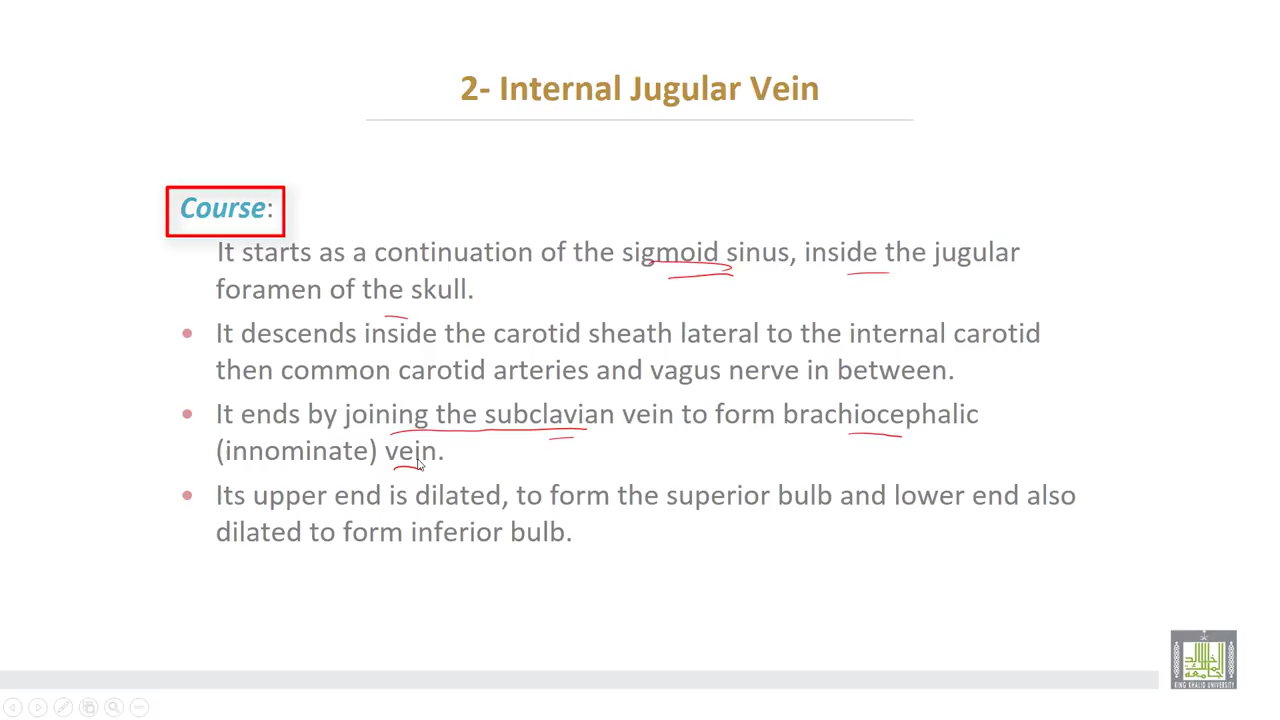 2- Internal Jugular Vein
Course:
It starts as a continuation of the sigmoid sinus, inside the jugular
foramen of the skull.
• It descends inside the carotid sheath lateral to the internal carotid
then common carotid arteries and vagus nerve in between.
• It ends by joining the subclavian vein to form brachiocephalic
(innominate) vein.
• Its upper end is dilated, to form the superior bulb and lower end also
dilated to form inferior bulb.
KING KHALID UNIVERSITY